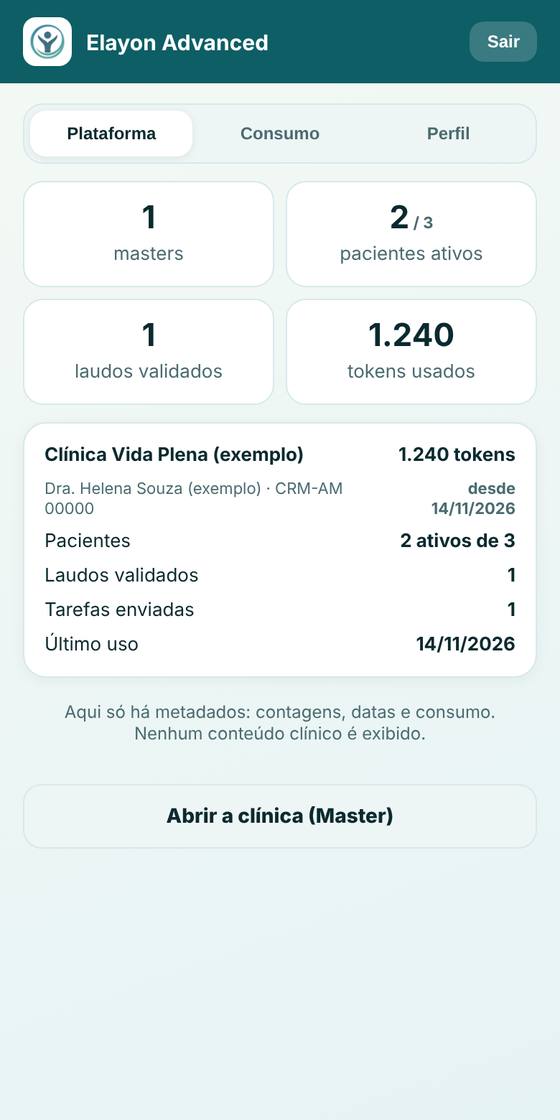 Elayon Advanced
Sair
Plataforma
Consumo
Perfil
1
masters
2 / 3
pacientes ativos
1
laudos validados
1.240
tokens usados
Clínica Vida Plena (exemplo)
1.240 tokens
Dra. Helena Souza (exemplo) · CRM-AM
00000
desde
14/11/2026
Pacientes
2 ativos de 3
Laudos validados
1
Tarefas enviadas
1
Último uso
14/11/2026
Aqui só há metadados: contagens, datas e consumo.
Nenhum conteúdo clínico é exibido.
Abrir a clínica (Master)